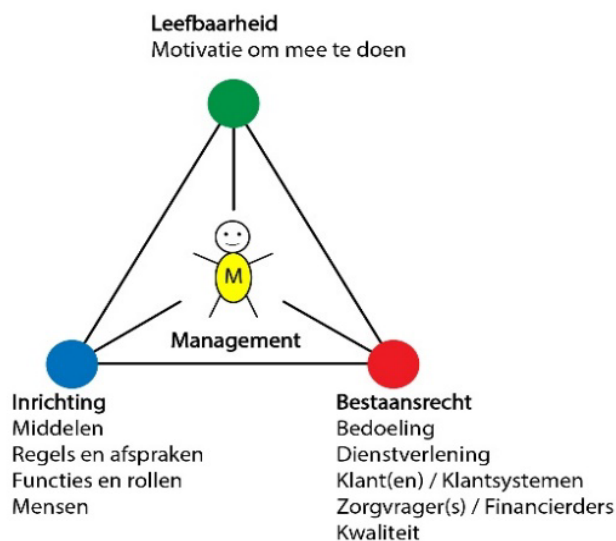 Leefbaarheid
Motivatie om mee te doen
M
Management
Inrichting
Middelen
Regels en afspraken
Functies en rollen
Mensen
Bestaansrecht
Bedoeling
Dienstverlening
Klant(en) / Klantsystemen
Zorgvrager(s) / Financierders
Kwaliteit